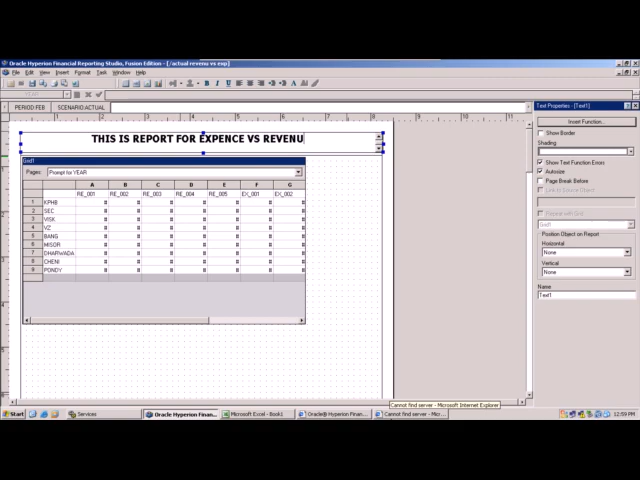 Oracle Hyperion Financial Reporting Studio, Fusion Edition - [/actual revenu vs exp]
File Edit View Insert Format Task Window Help
YEAR
PERIOD:FEB SCENARIO:ACTUAL
THIS IS REPORT FOR EXPENCE VS REVENU
Grid1
Pages: Prompt for YEAR
A B C D E F G
RE_001 RE_002 RE_003 RE_004 RE_005 EX_001 EX_002
1 KPHB # # # # # # #
2 SEC # # # # # # #
3 VISK # # # # # # #
4 VZ # # # # # # #
5 BANG # # # # # # #
6 MISOR # # # # # # #
7 DHARWADA # # # # # # #
8 CHENI # # # # # # #
9 PONDY # # # # # # #
Text Properties - [Text1]
Insert Function...
Show Border
Shading
Show Text Function Errors
Autosize
Page Break Before
Link to Source Object
Repeat with Grid:
Grid1
Position Object on Report
Horizontal
None
Vertical
None
Name
Text1
Cannot find server - Microsoft Internet Explorer
Start Services Oracle Hyperion Finan... Microsoft Excel - Book1 Oracle® Hyperion Finan... Cannot find server - Micr... 12:59 PM